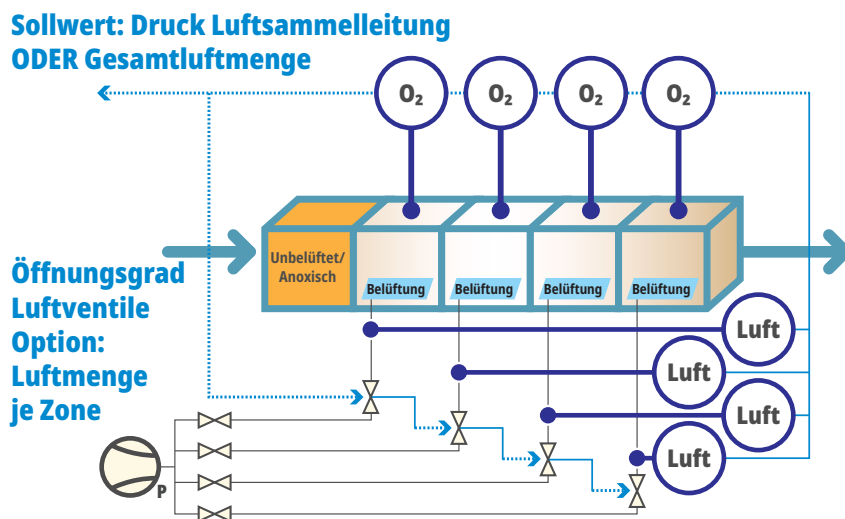 Sollwert: Druck Luftsammelleitung
ODER Gesamtluftmenge
O₂
O₂
O₂
O₂
Unbelüftet/
Anoxisch
Belüftung
Belüftung
Belüftung
Belüftung
Öffnungsgrad
Luftventile
Option:
Luftmenge
je Zone
Luft
Luft
Luft
Luft
P